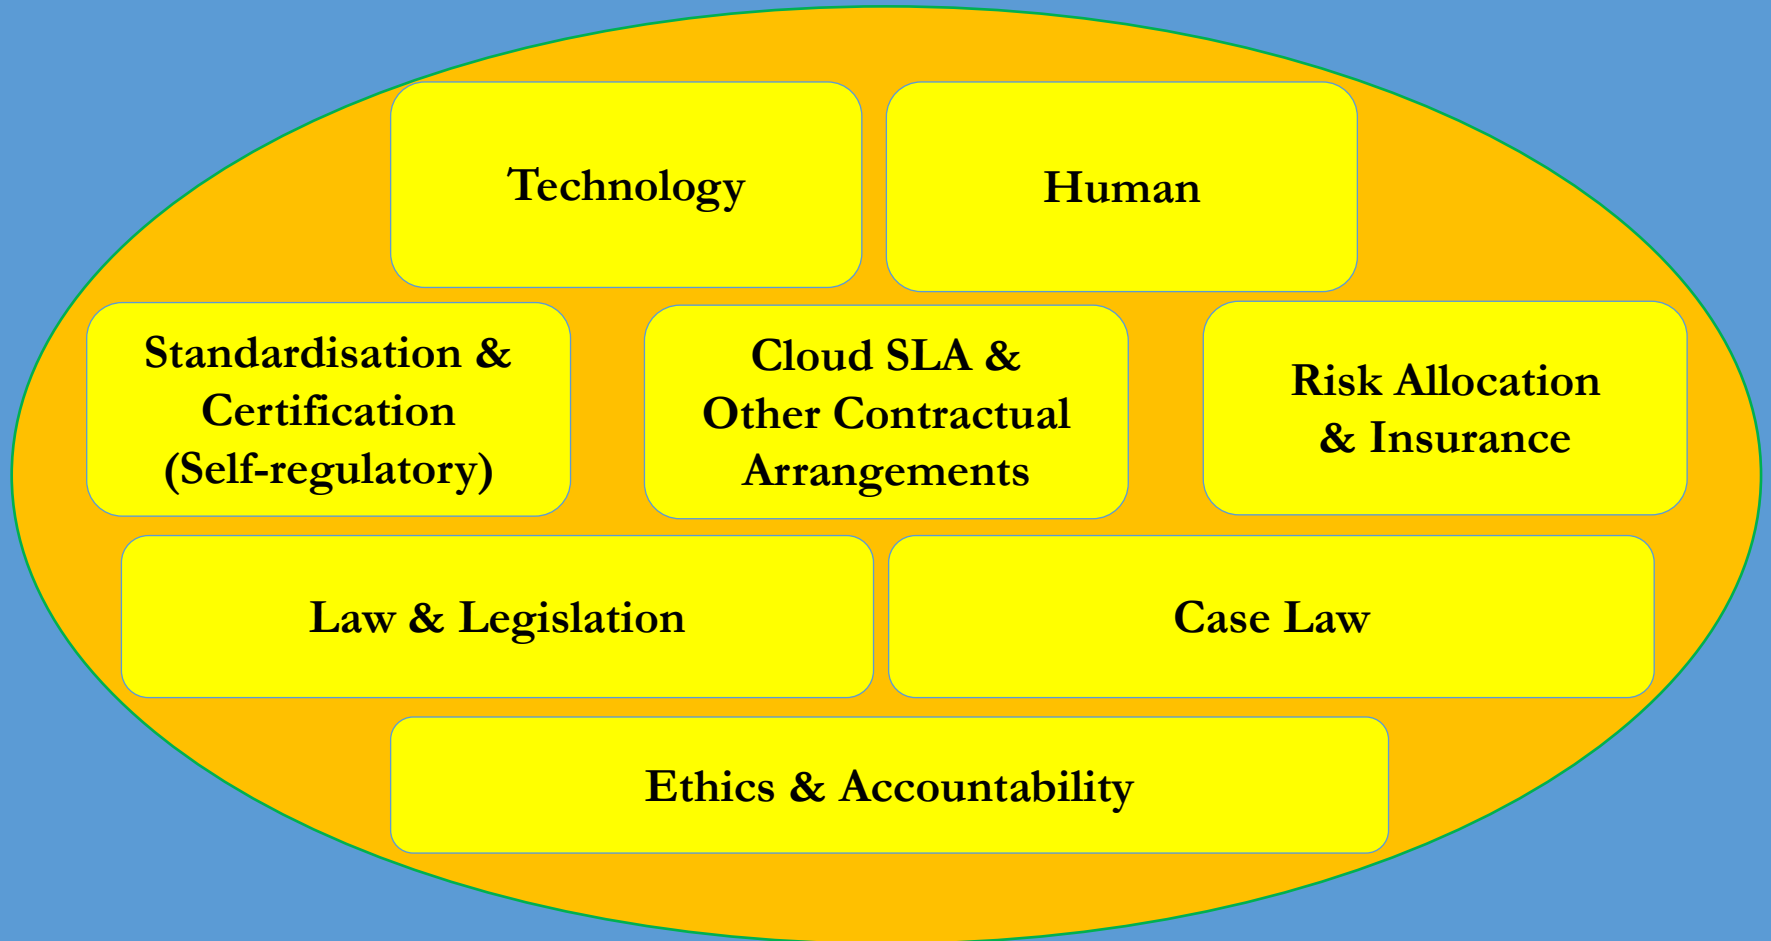 Technology
Human
Standardisation &
Certification
(Self-regulatory)
Cloud SLA &
Other Contractual
Arrangements
Risk Allocation
& Insurance
Law & Legislation
Case Law
Ethics & Accountability